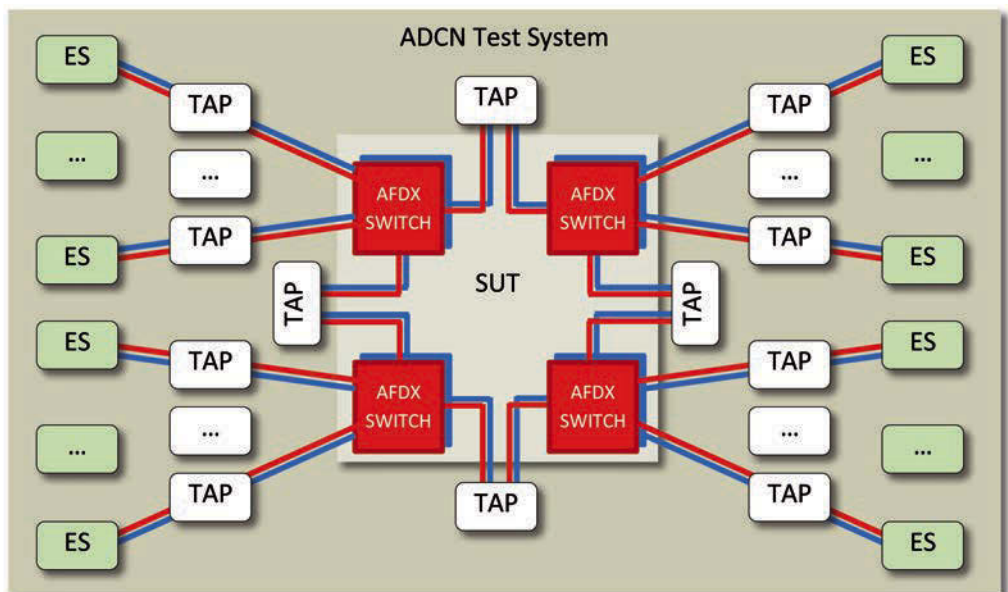 ADCN Test System
ES
ES
TAP
TAP
TAP
...
...
...
...
AFDX
SWITCH
AFDX
SWITCH
ES
TAP
TAP
ES
TAP
SUT
TAP
ES
TAP
AFDX
SWITCH
AFDX
SWITCH
TAP
ES
...
...
...
...
TAP
TAP
TAP
ES
ES